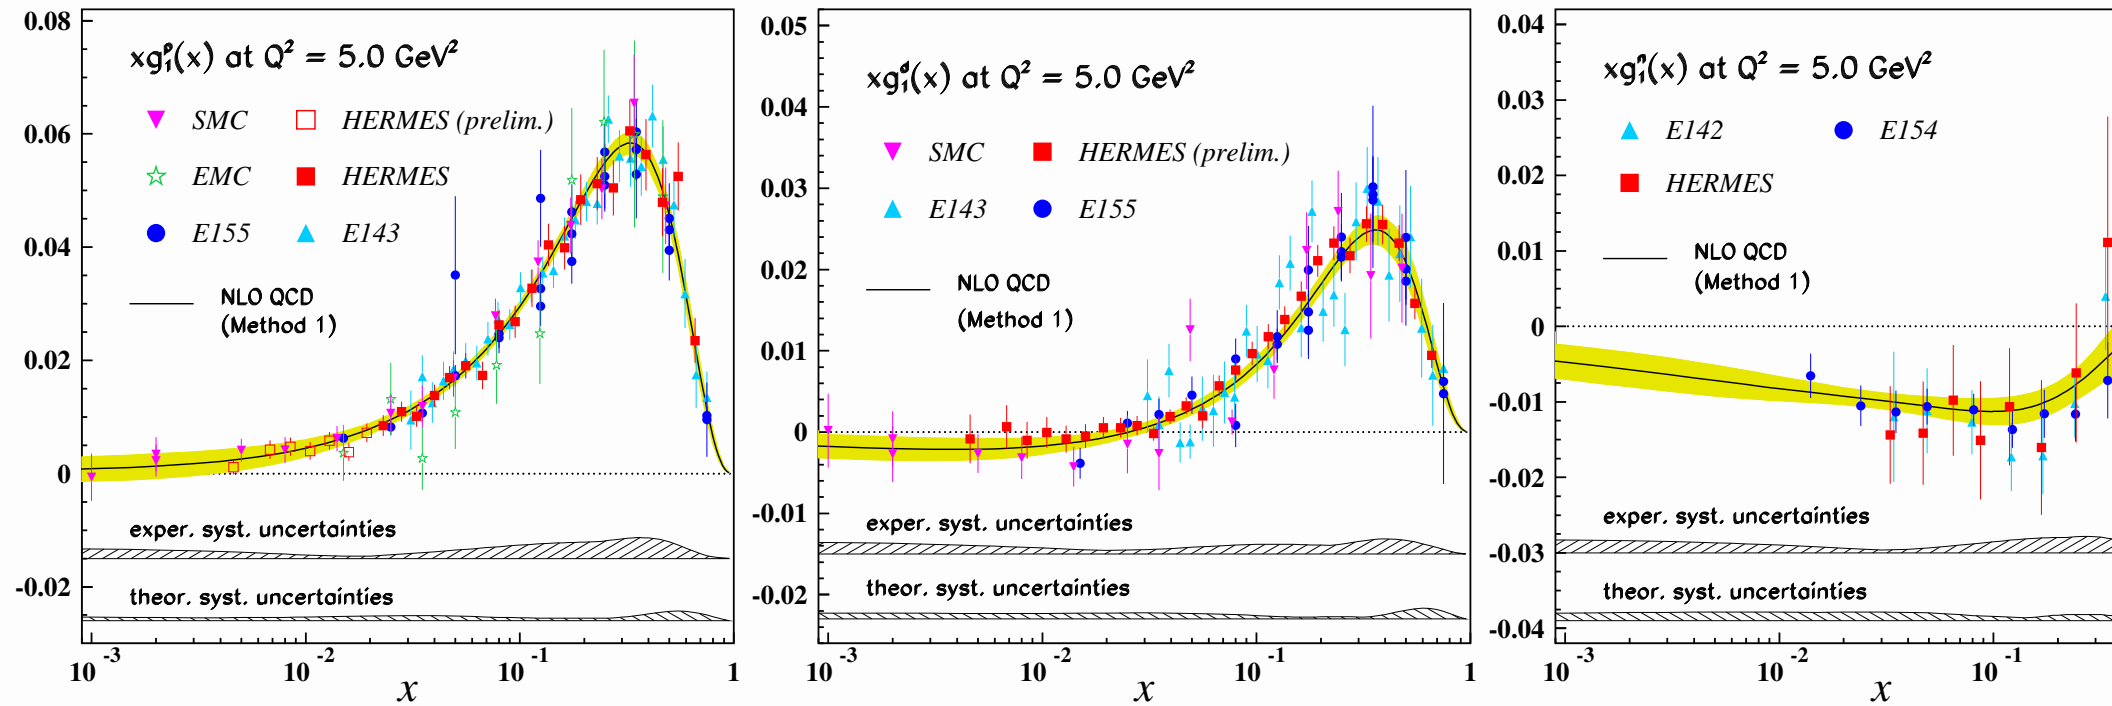 0.08
0.06
0.04
0.02
0
-0.02
xg₁ᵖ(x) at Q² = 5.0 GeV²
SMC
HERMES (prelim.)
EMC
HERMES
E155
E143
NLO QCD
(Method 1)
exper. syst. uncertainties
theor. syst. uncertainties
10⁻³
10⁻²
10⁻¹
1
x
0.05
0.04
0.03
0.02
0.01
0
-0.01
-0.02
xg₁ᵈ(x) at Q² = 5.0 GeV²
SMC
HERMES (prelim.)
E143
E155
NLO QCD
(Method 1)
exper. syst. uncertainties
theor. syst. uncertainties
10⁻³
10⁻²
10⁻¹
1
x
0.04
0.03
0.02
0.01
0
-0.01
-0.02
-0.03
-0.04
xg₁ⁿ(x) at Q² = 5.0 GeV²
E142
E154
HERMES
NLO QCD
(Method 1)
exper. syst. uncertainties
theor. syst. uncertainties
10⁻³
10⁻²
10⁻¹
x